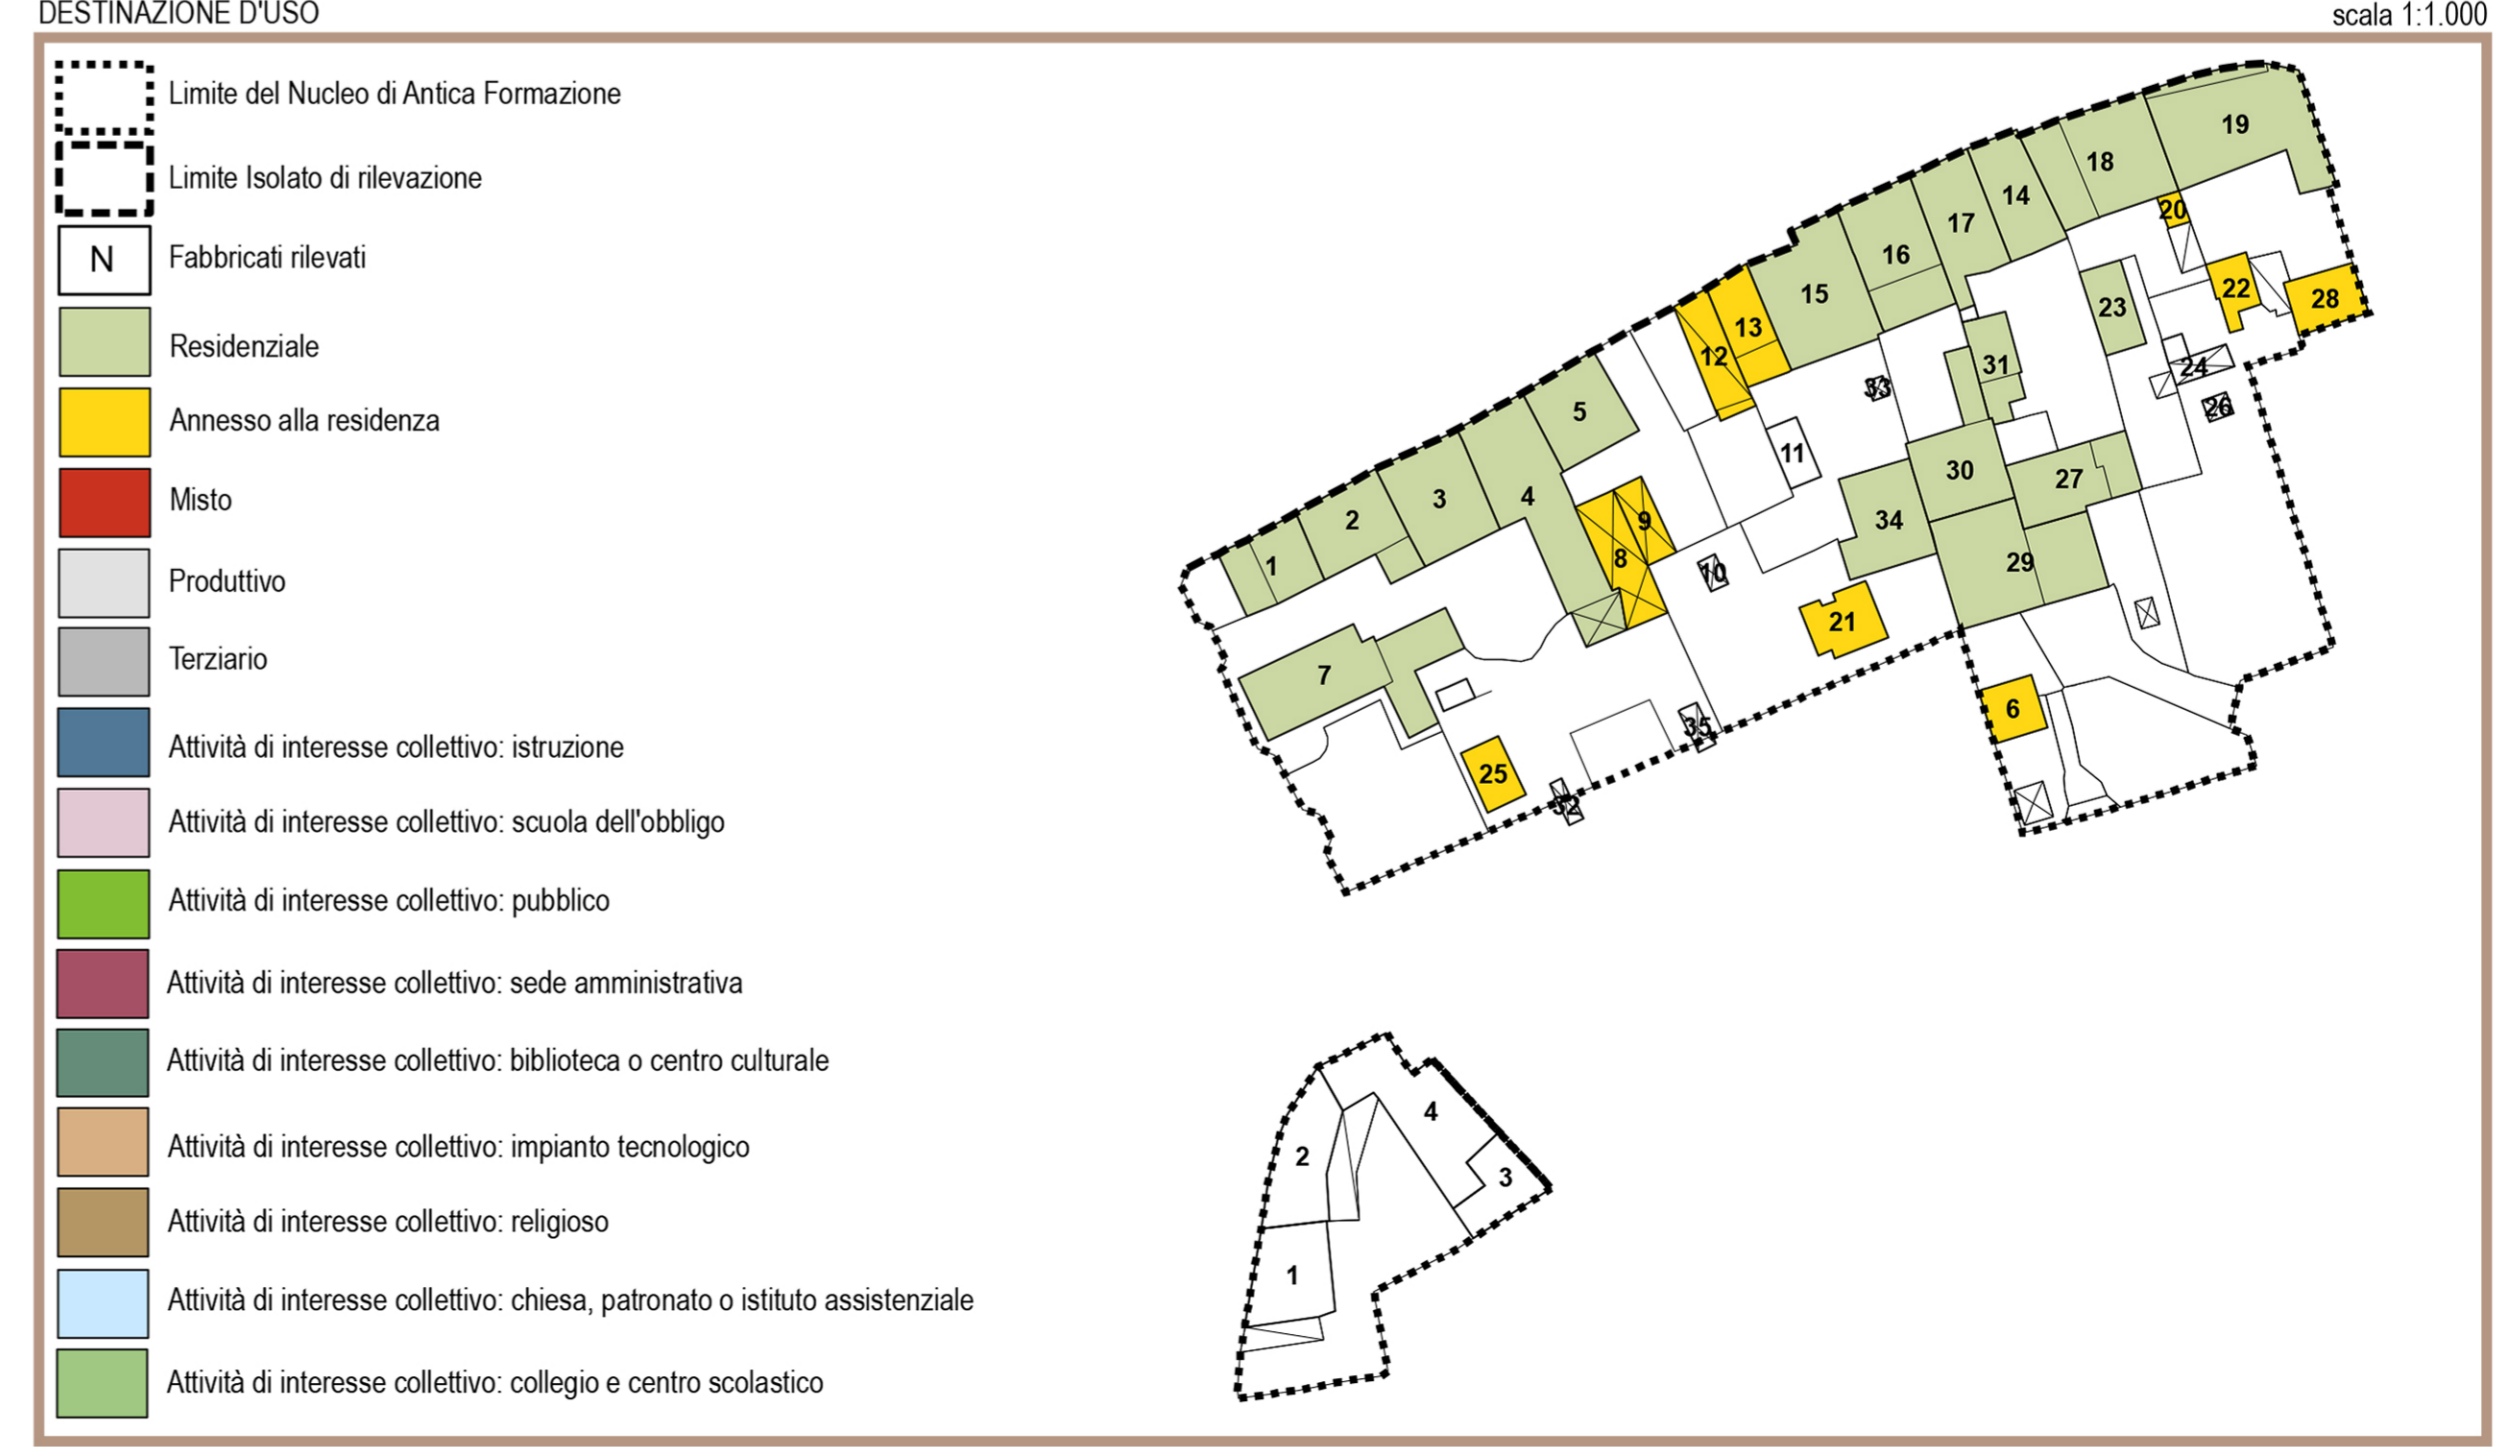 DESTINAZIONE D'USO
scala 1:1.000
Limite del Nucleo di Antica Formazione
Limite Isolato di rilevazione
N
Fabbricati rilevati
Residenziale
Annesso alla residenza
Misto
Produttivo
Terziario
Attività di interesse collettivo: istruzione
Attività di interesse collettivo: scuola dell'obbligo
Attività di interesse collettivo: pubblico
Attività di interesse collettivo: sede amministrativa
Attività di interesse collettivo: biblioteca o centro culturale
Attività di interesse collettivo: impianto tecnologico
Attività di interesse collettivo: religioso
Attività di interesse collettivo: chiesa, patronato o istituto assistenziale
Attività di interesse collettivo: collegio e centro scolastico
19
18
14
20
17
16
22
15
28
23
13
12
31
24
33
26
5
11
30
27
3
4
2
34
9
8
29
1
10
21
7
6
35
25
32
4
2
3
1